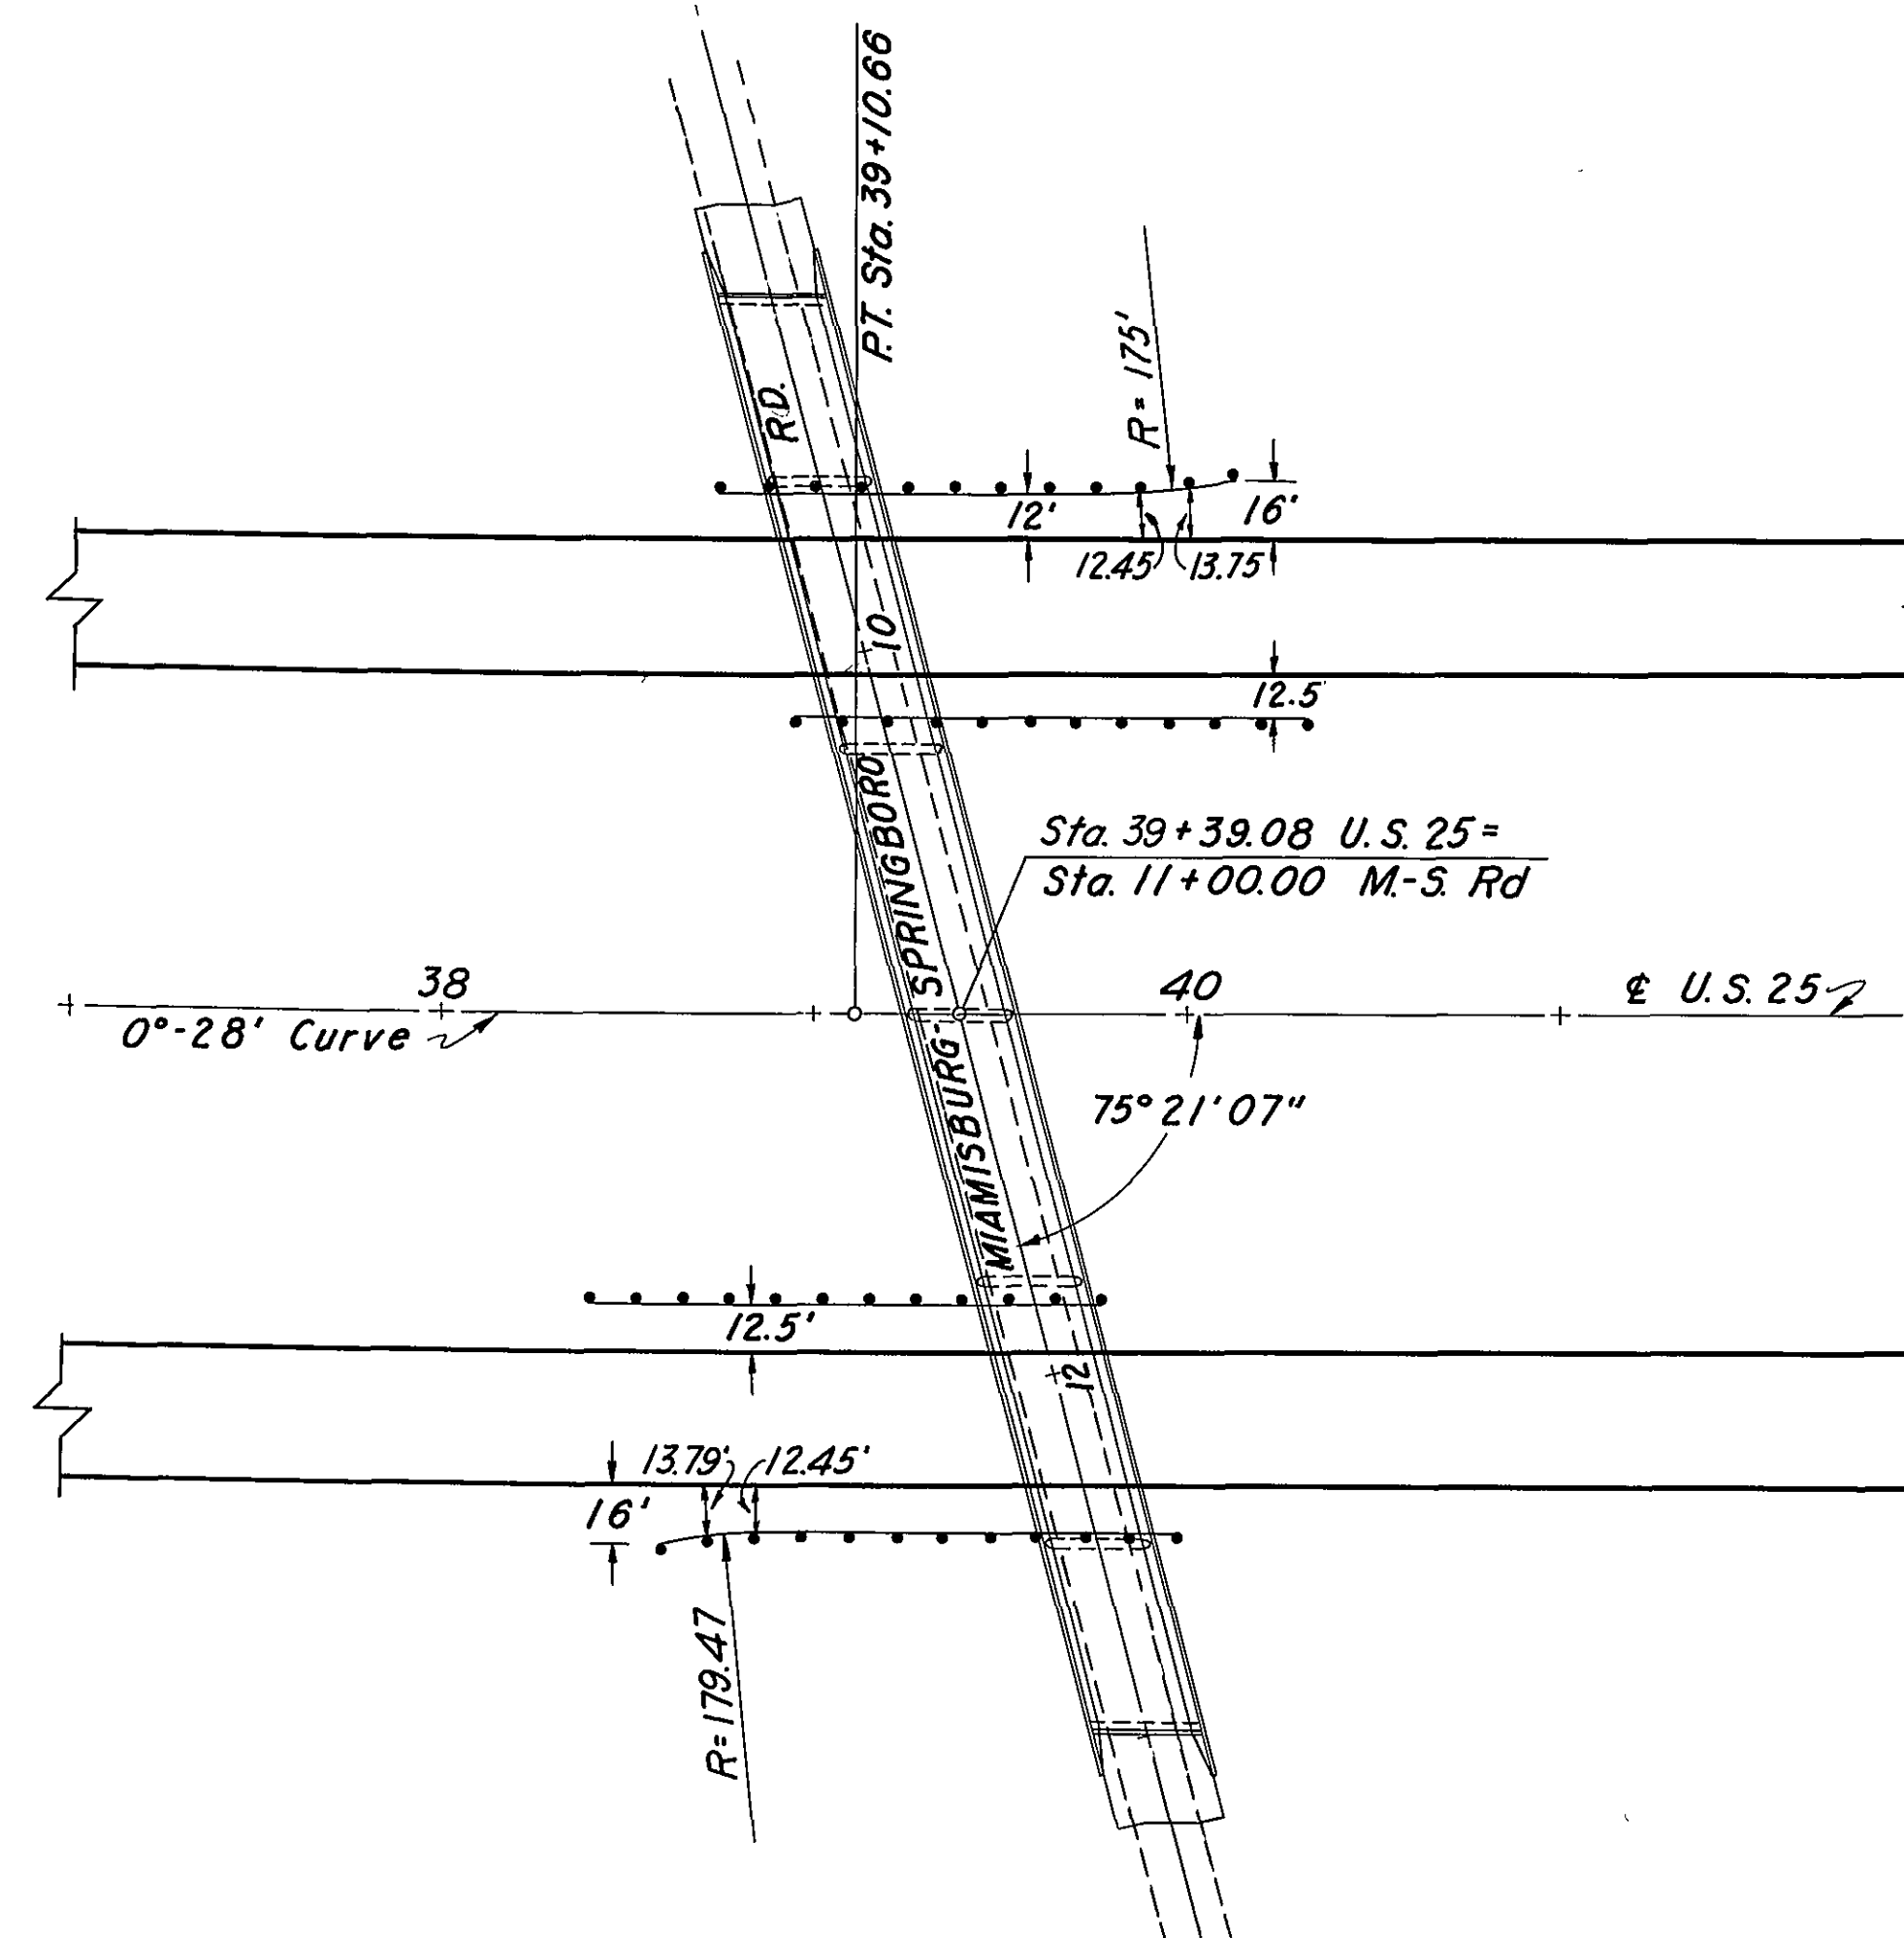 P.T. Sta. 39+10.66
R= 175'
RD.
12'
16'
12.45
13.75
10
12.5'
SPRINGBORO
Sta. 39+39.08 U.S. 25=
Sta. 11+00.00 M.-S. Rd
38
40
℄ U.S. 25
0°-28' Curve
MIAMISBURG-
75° 21' 07"
12.5'
12
13.79'
12.45'
16'
R=179.47